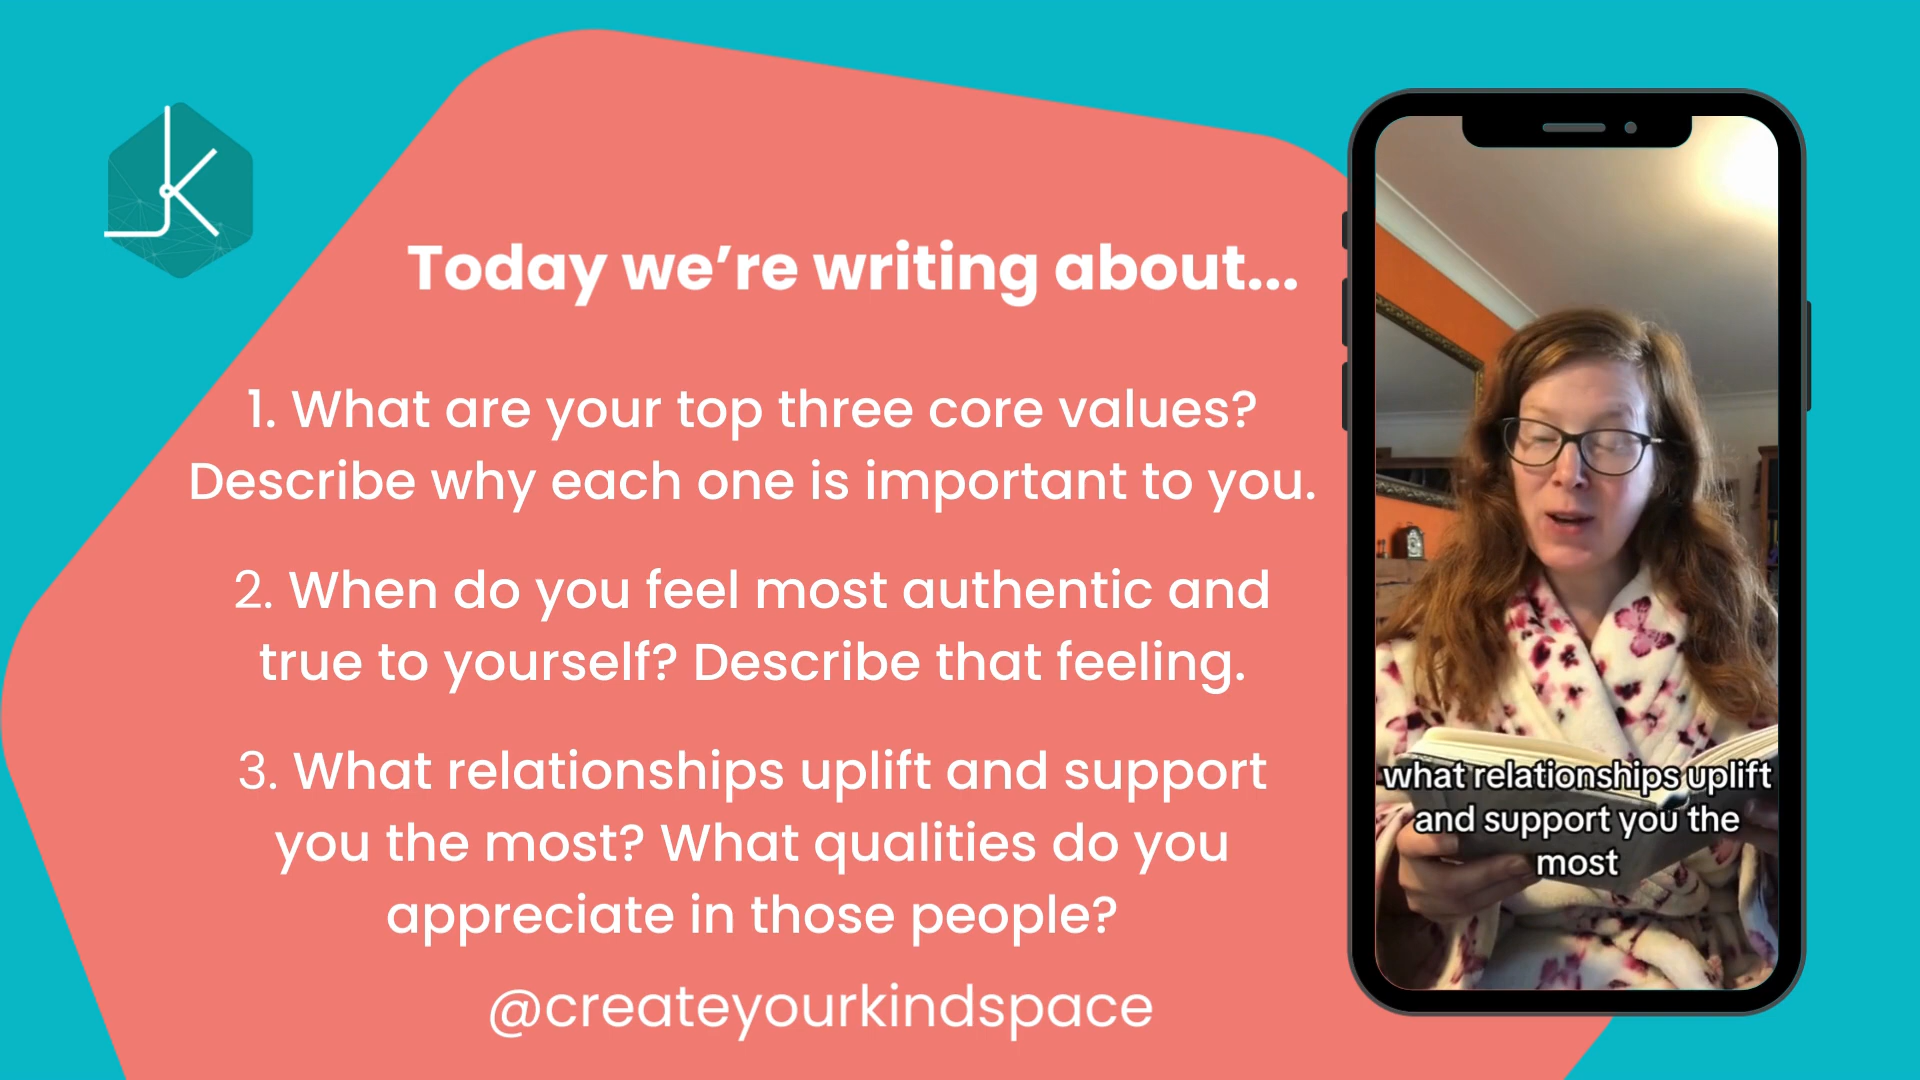 JK
Today we’re writing about...
1. What are your top three core values?
Describe why each one is important to you.
2. When do you feel most authentic and
true to yourself? Describe that feeling.
3. What relationships uplift and support
you the most? What qualities do you
appreciate in those people?
@createyourkindspace
what relationships uplift
and support you the
most